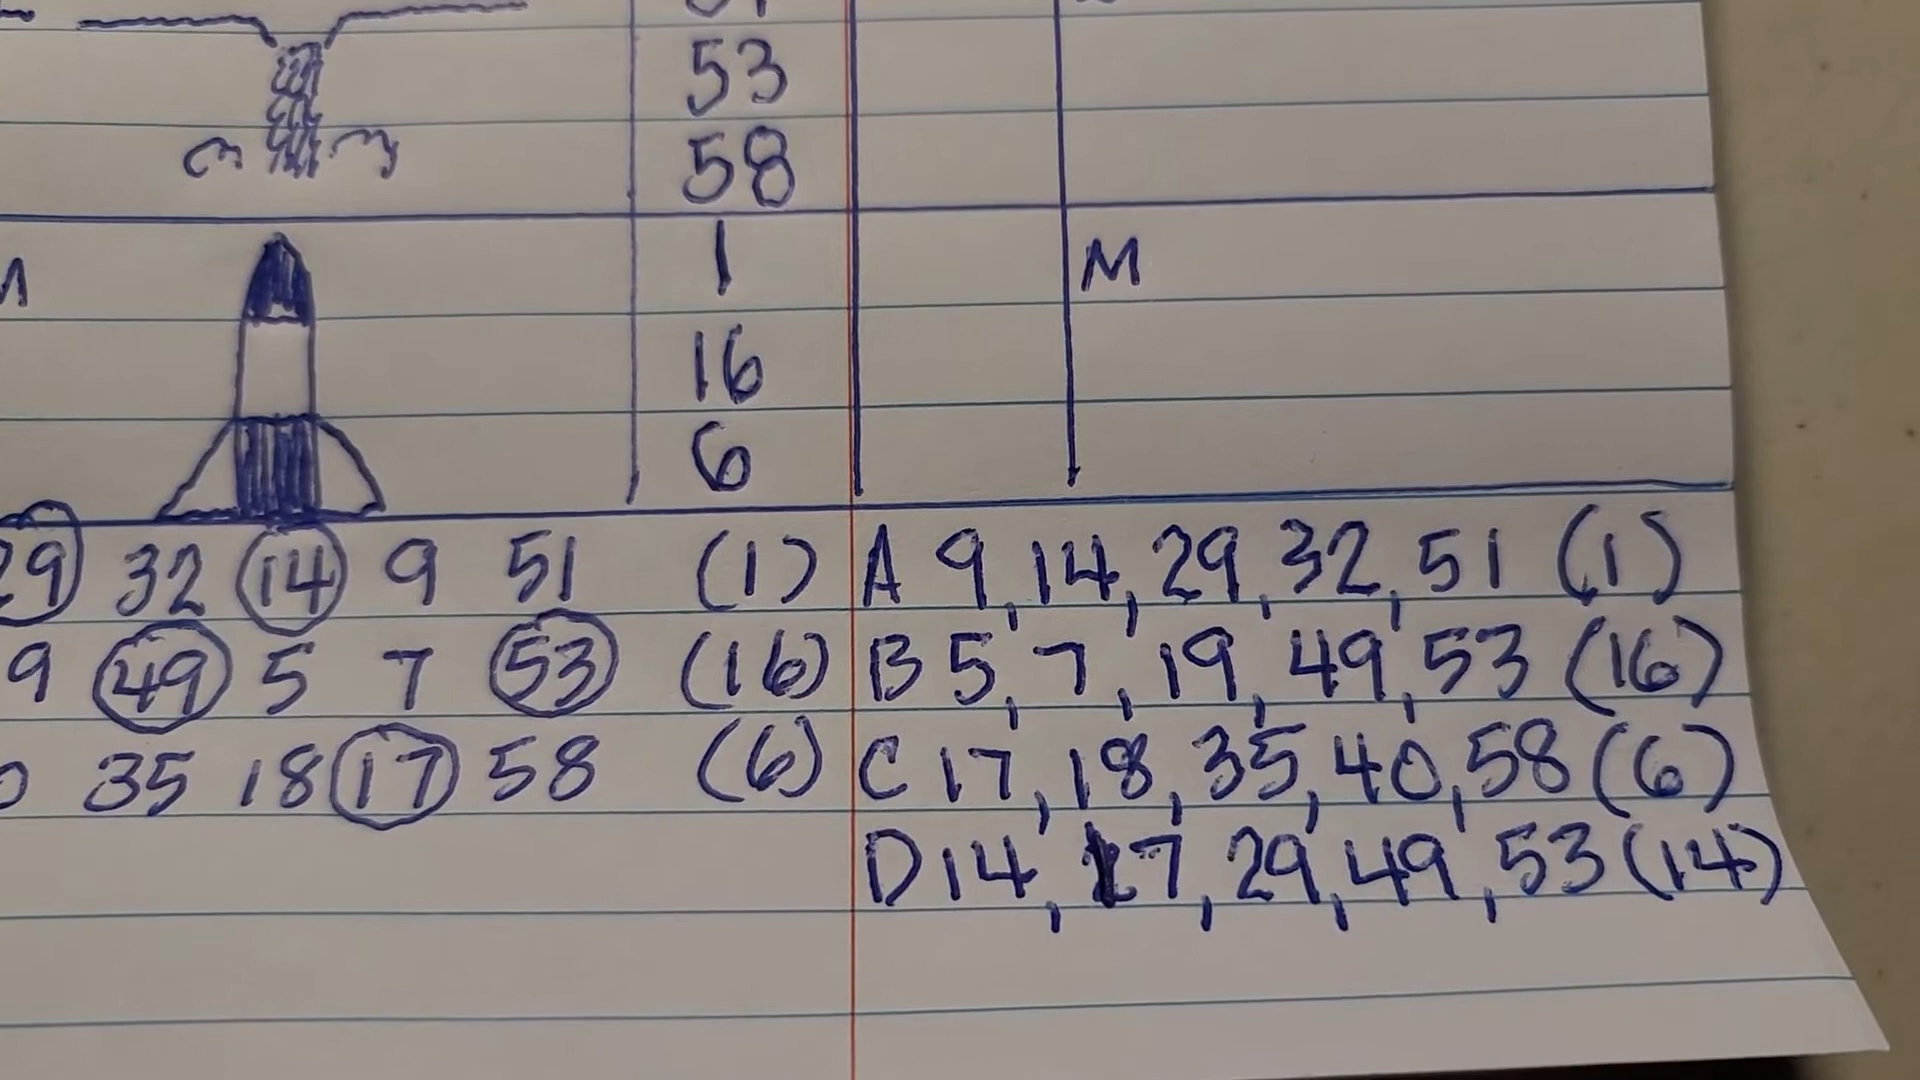 53
58
M
1
M
16
6
29 32 14 9 51 (1) A 9, 14, 29, 32, 51 (1)
9 49 5 7 53 (16) B 5, 7, 19, 49, 53 (16)
35 18 17 58 (6) C 17, 18, 35, 40, 58 (6)
D 14, 17, 29, 49, 53 (14)